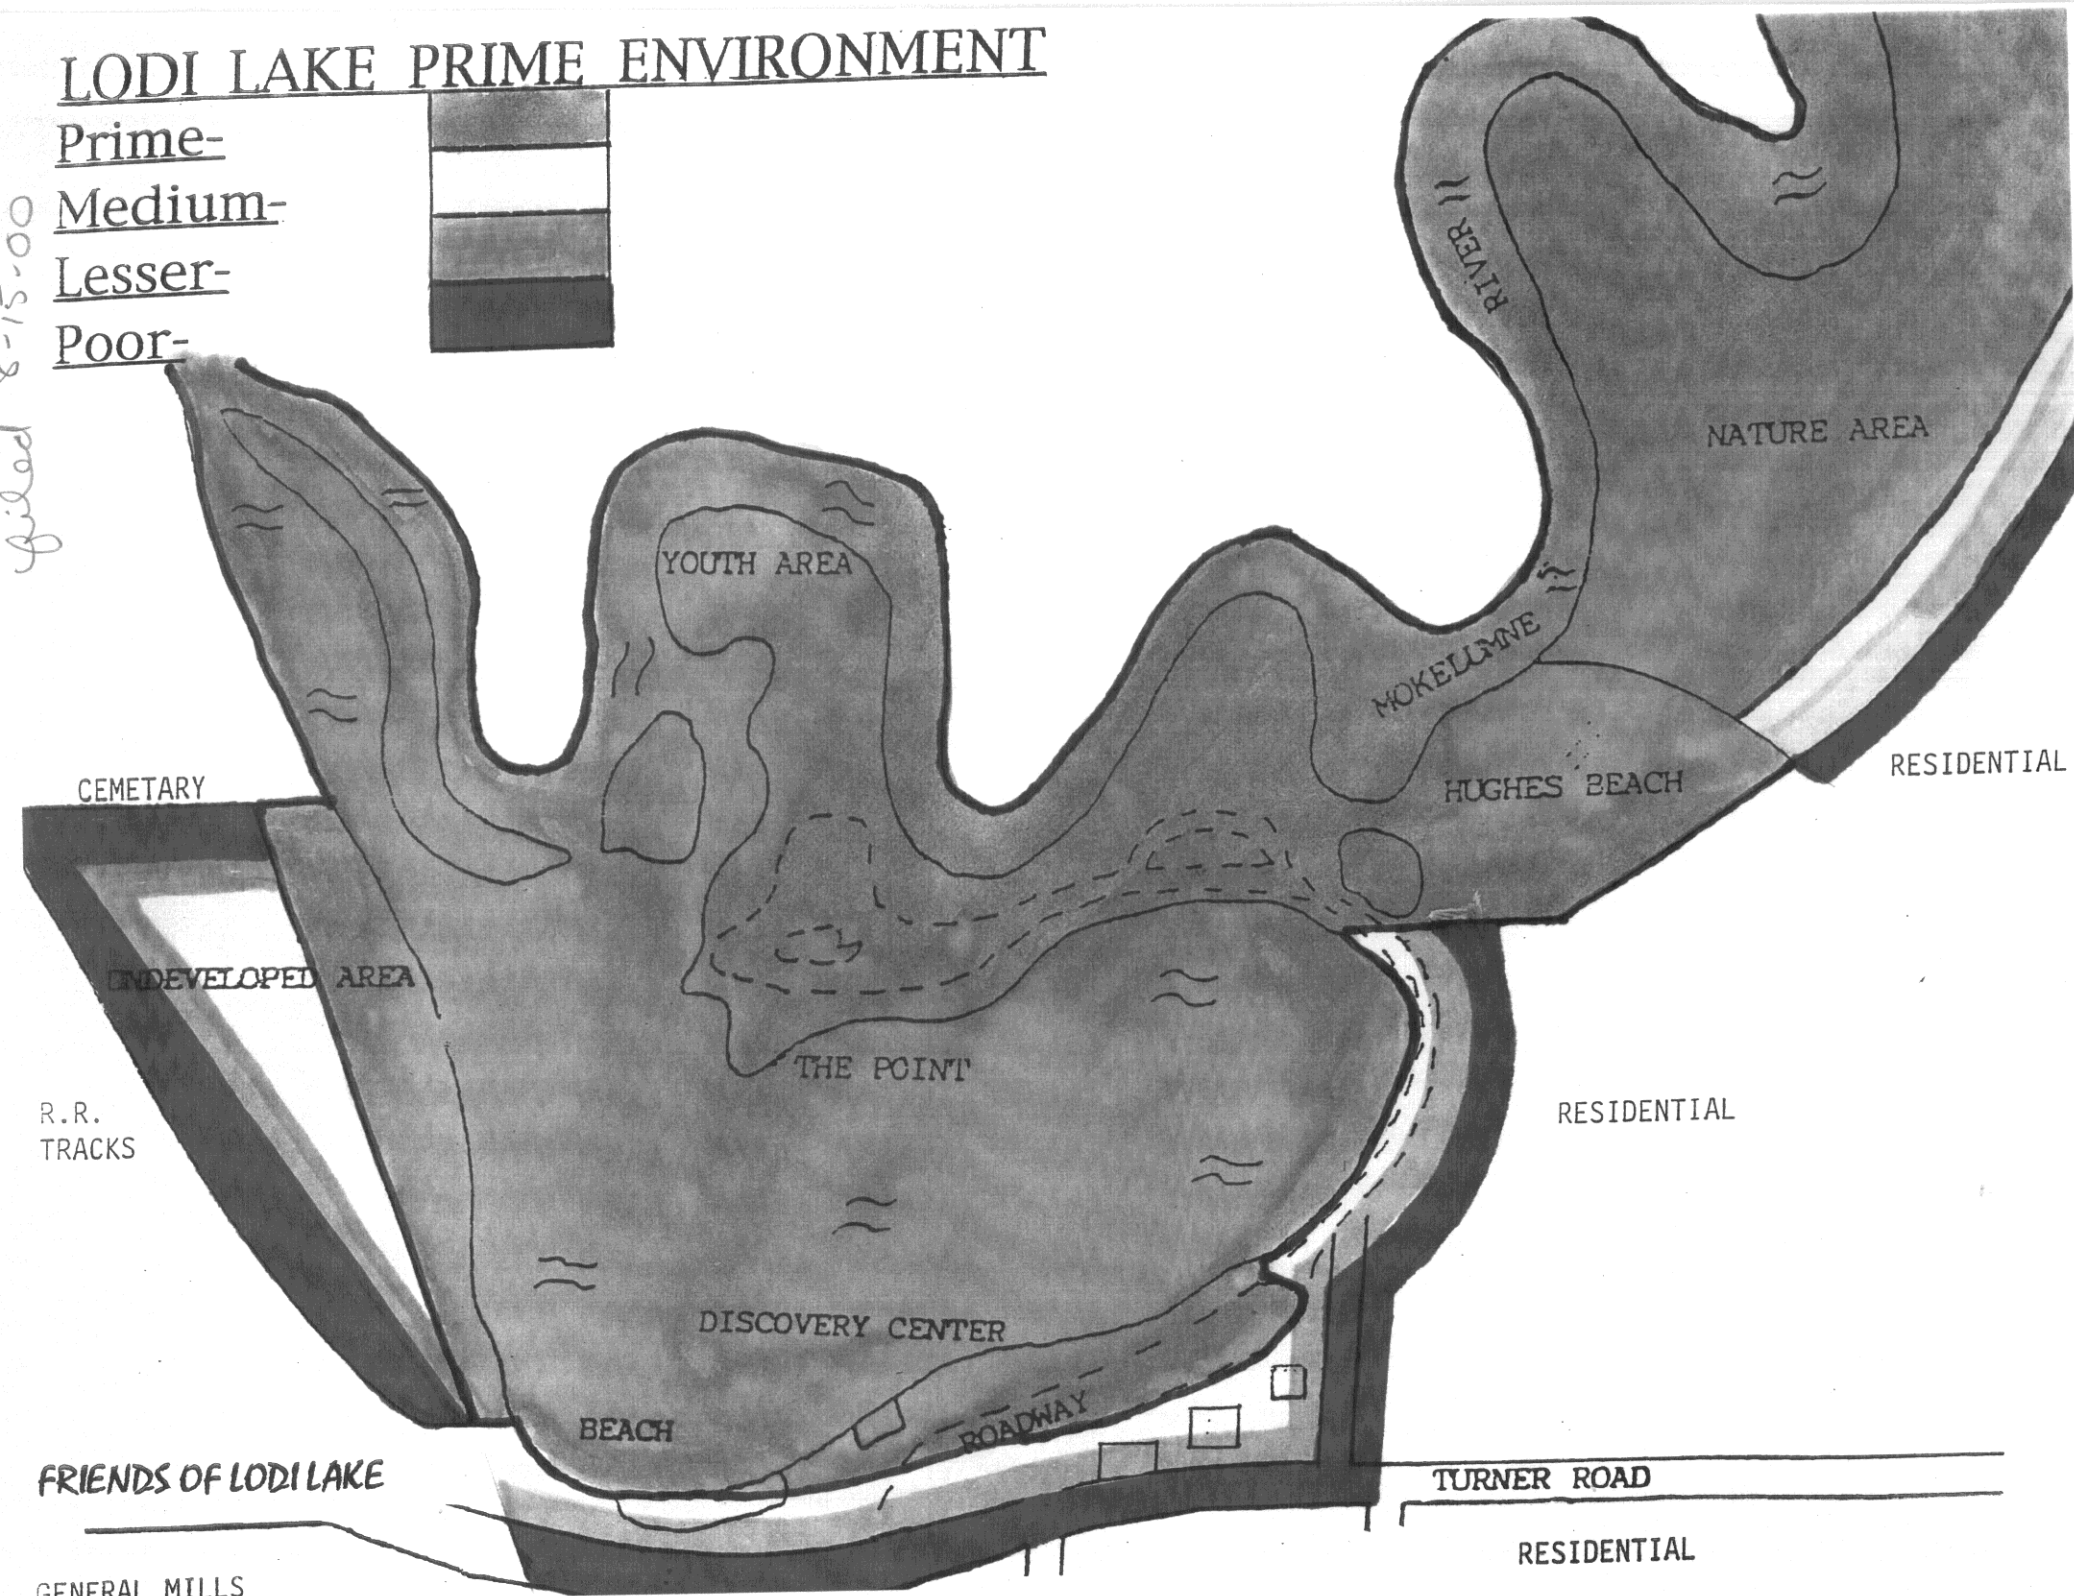 LODI LAKE PRIME ENVIRONMENT
Prime-
Medium-
Lesser-
Poor-
filed 8-15-00
RIVER
NATURE AREA
YOUTH AREA
MOKELUMNE
HUGHES BEACH
RESIDENTIAL
CEMETARY
UNDEVELOPED AREA
THE POINT
R.R.
TRACKS
RESIDENTIAL
DISCOVERY CENTER
ROADWAY
BEACH
FRIENDS OF LODI LAKE
TURNER ROAD
RESIDENTIAL
GENERAL MILLS